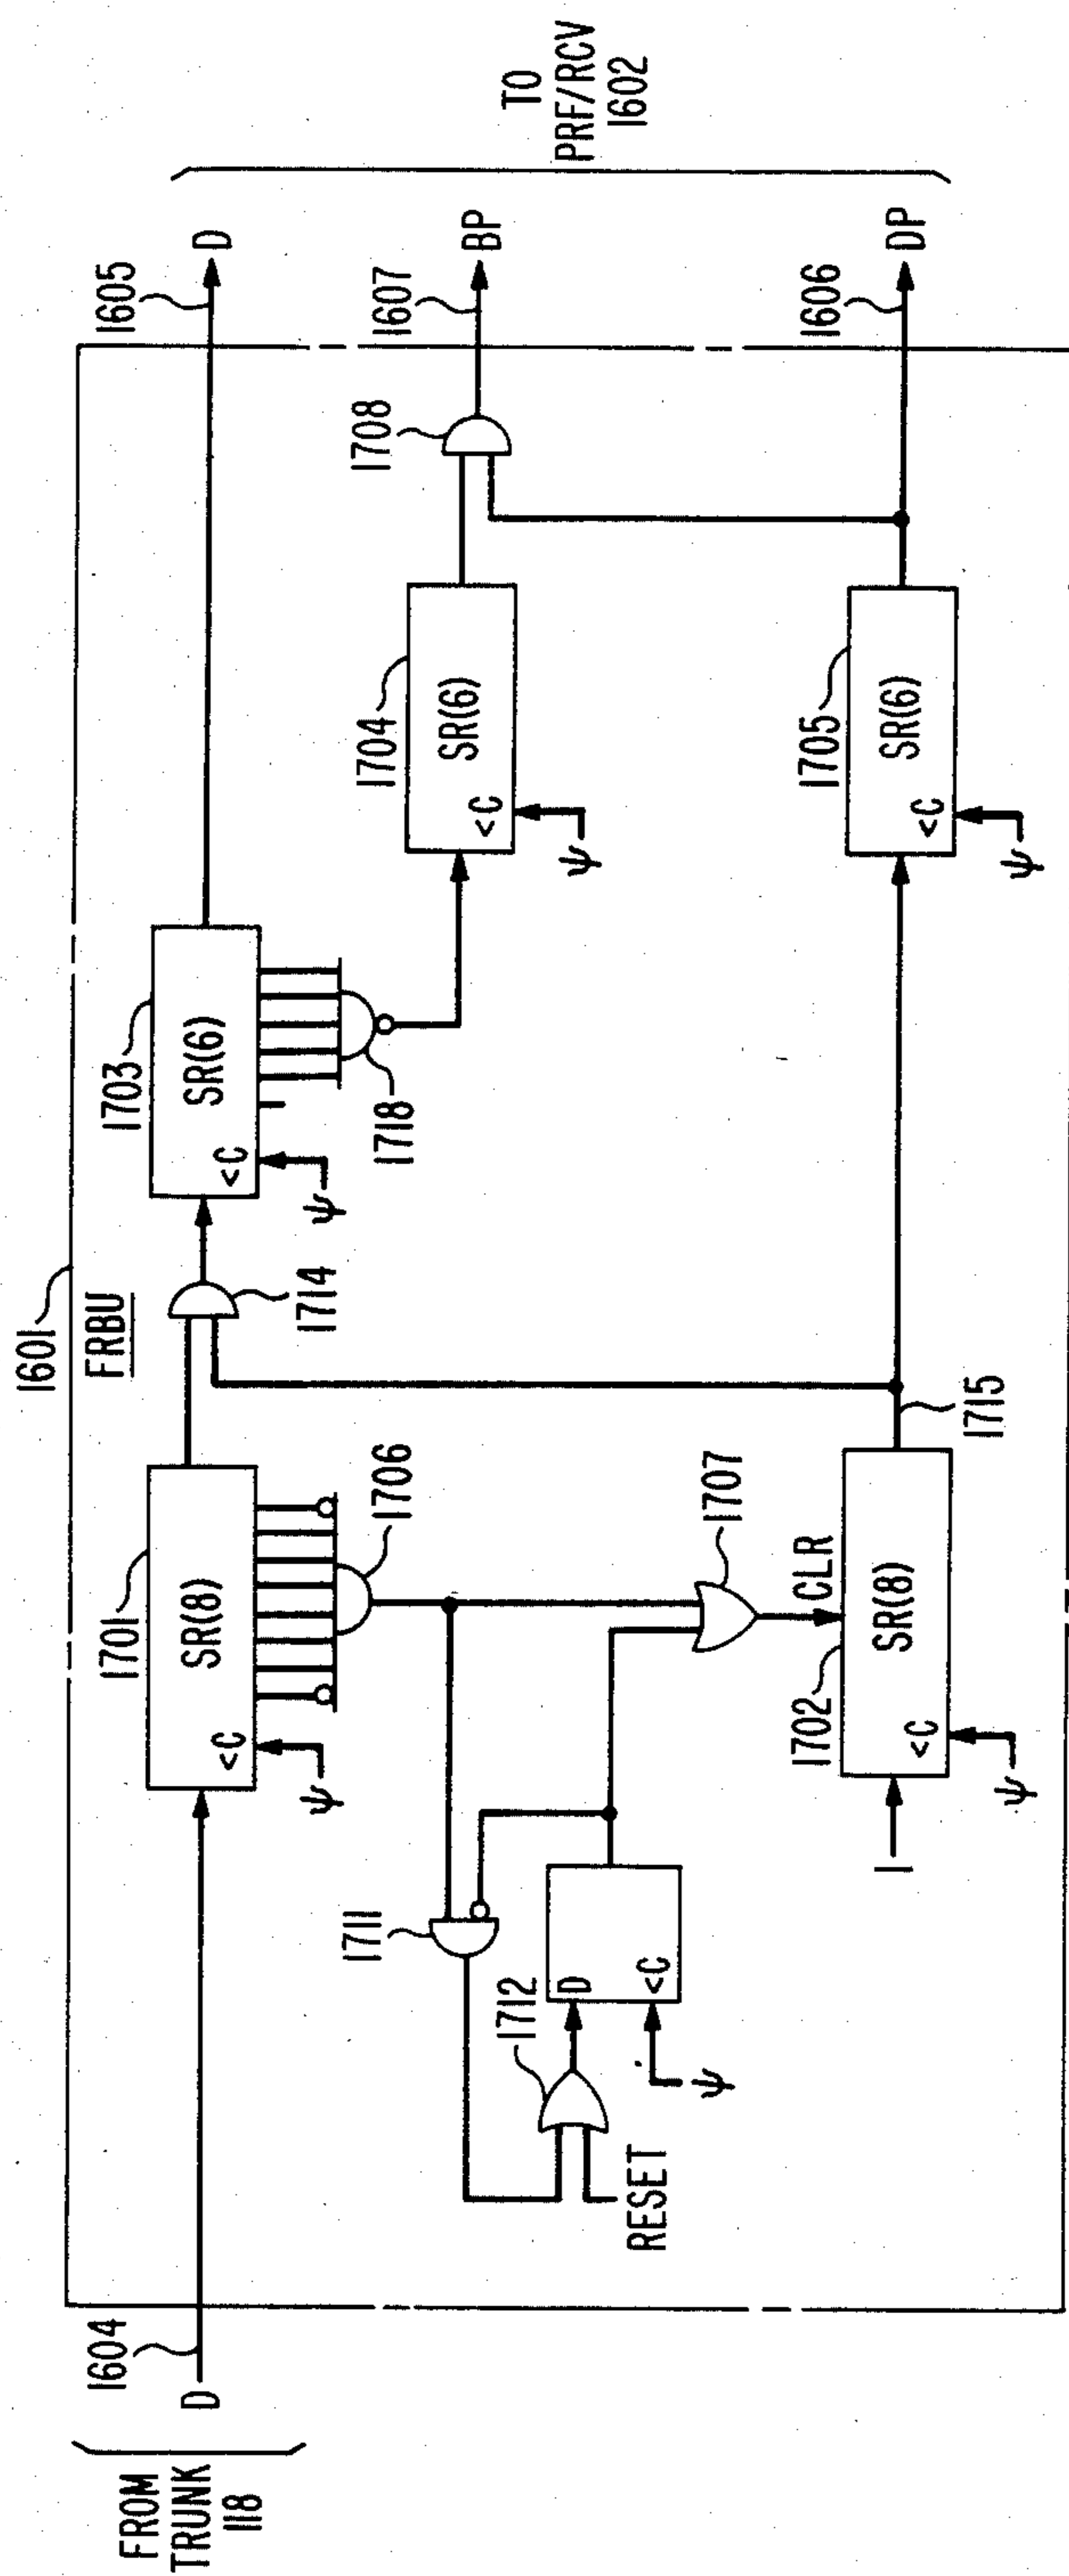 FROM
TRUNK
118
D
1604
1601
FRBU
1701
SR(8)
<C
ψ
1706
1714
1703
SR(6)
<C
ψ
1718
1605
D
1704
SR(6)
<C
ψ
1708
1607
BP
TO
PRF/RCV
1602
1711
1712
D
<C
ψ
RESET
1707
CLR
1702
SR(8)
<C
1
ψ
1715
1705
SR(6)
<C
ψ
1606
DP